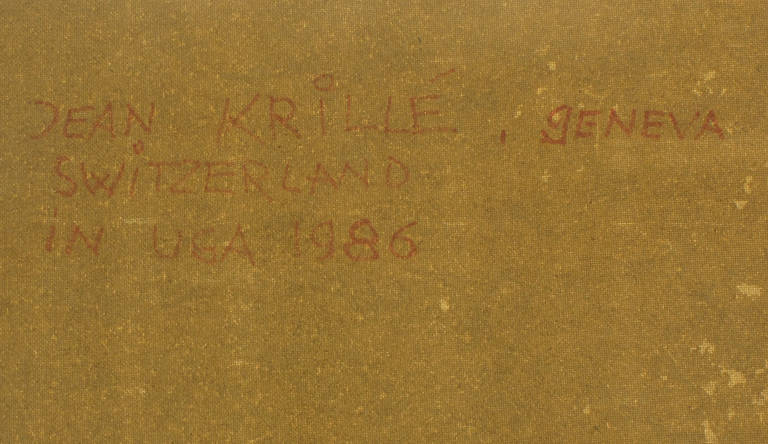 JEAN KRiLLÉ, gENEVA
SWiTZERLAND
iN USA 1986